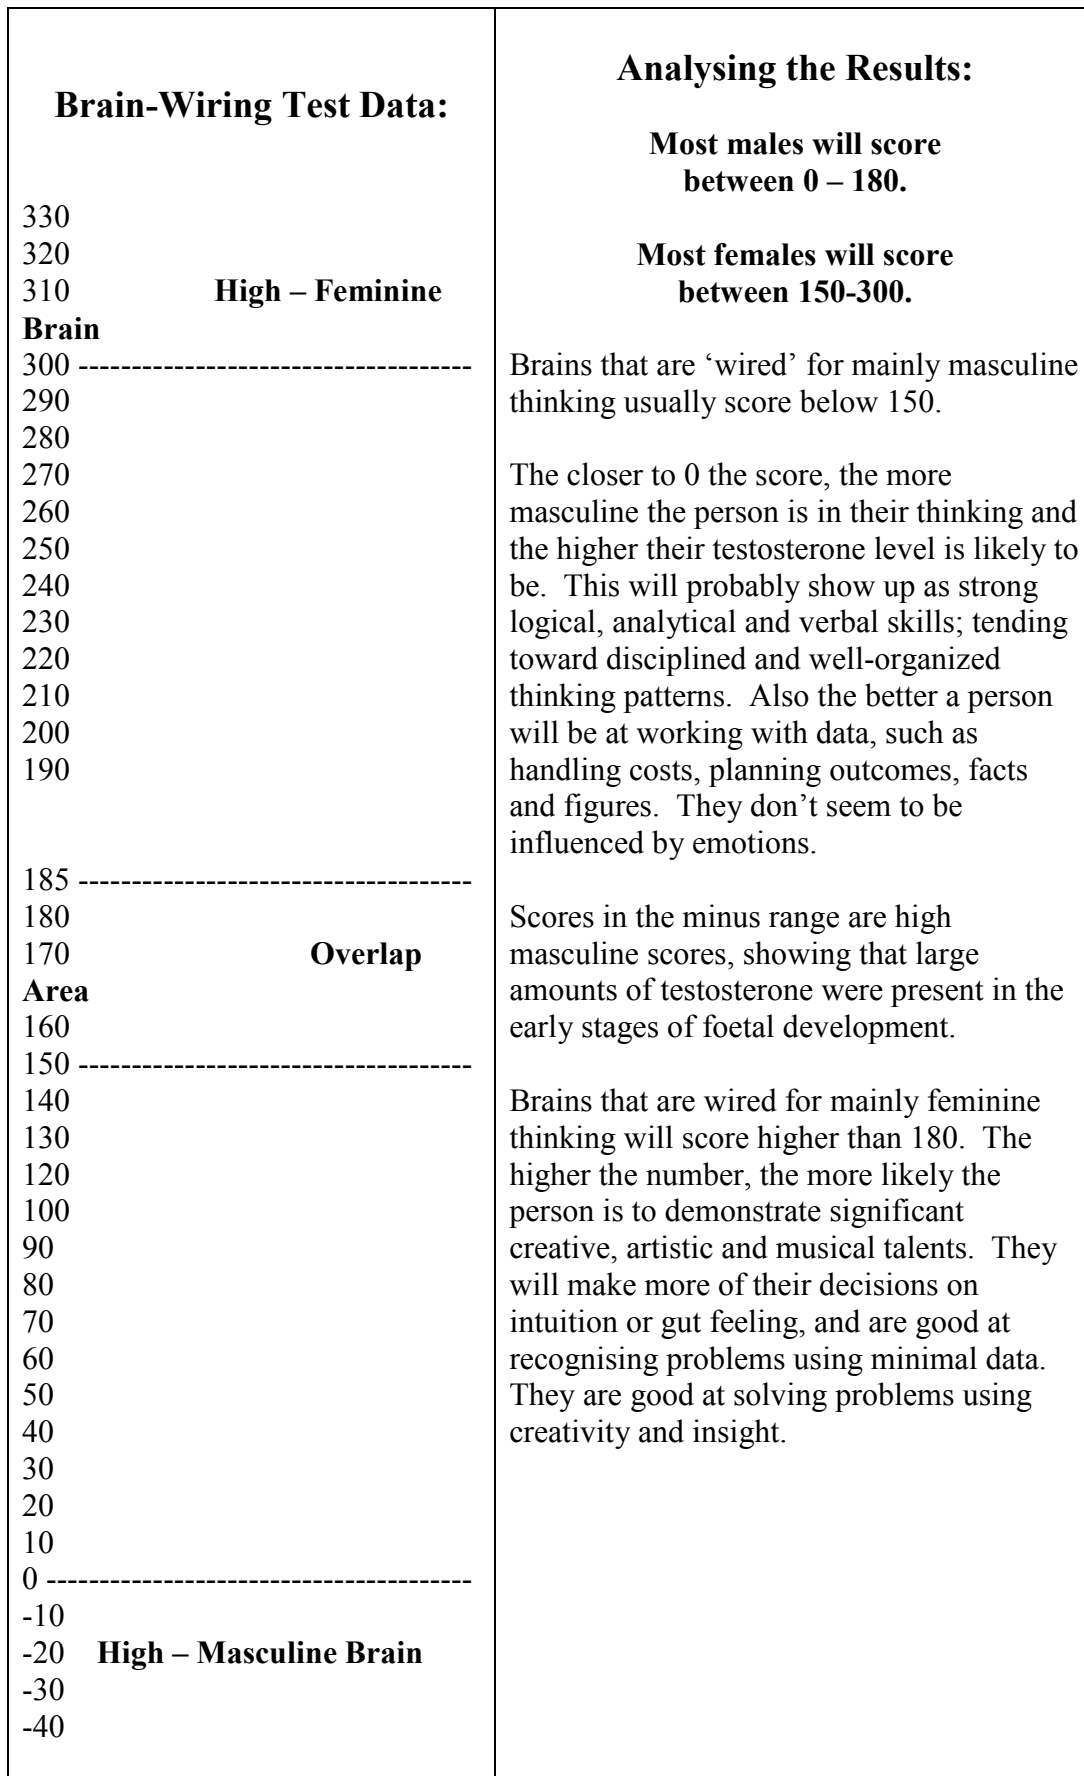 Brain-Wiring Test Data:
330
320
310 High – Feminine
Brain
300 -------------------------------------
290
280
270
260
250
240
230
220
210
200
190
185 -------------------------------------
180
170 Overlap
Area
160
150 -------------------------------------
140
130
120
100
90
80
70
60
50
40
30
20
10
0 ----------------------------------------
-10
-20 High – Masculine Brain
-30
-40
Analysing the Results:
Most males will score
between 0 – 180.
Most females will score
between 150-300.
Brains that are ‘wired’ for mainly masculine
thinking usually score below 150.
The closer to 0 the score, the more
masculine the person is in their thinking and
the higher their testosterone level is likely to
be. This will probably show up as strong
logical, analytical and verbal skills; tending
toward disciplined and well-organized
thinking patterns. Also the better a person
will be at working with data, such as
handling costs, planning outcomes, facts
and figures. They don’t seem to be
influenced by emotions.
Scores in the minus range are high
masculine scores, showing that large
amounts of testosterone were present in the
early stages of foetal development.
Brains that are wired for mainly feminine
thinking will score higher than 180. The
higher the number, the more likely the
person is to demonstrate significant
creative, artistic and musical talents. They
will make more of their decisions on
intuition or gut feeling, and are good at
recognising problems using minimal data.
They are good at solving problems using
creativity and insight.